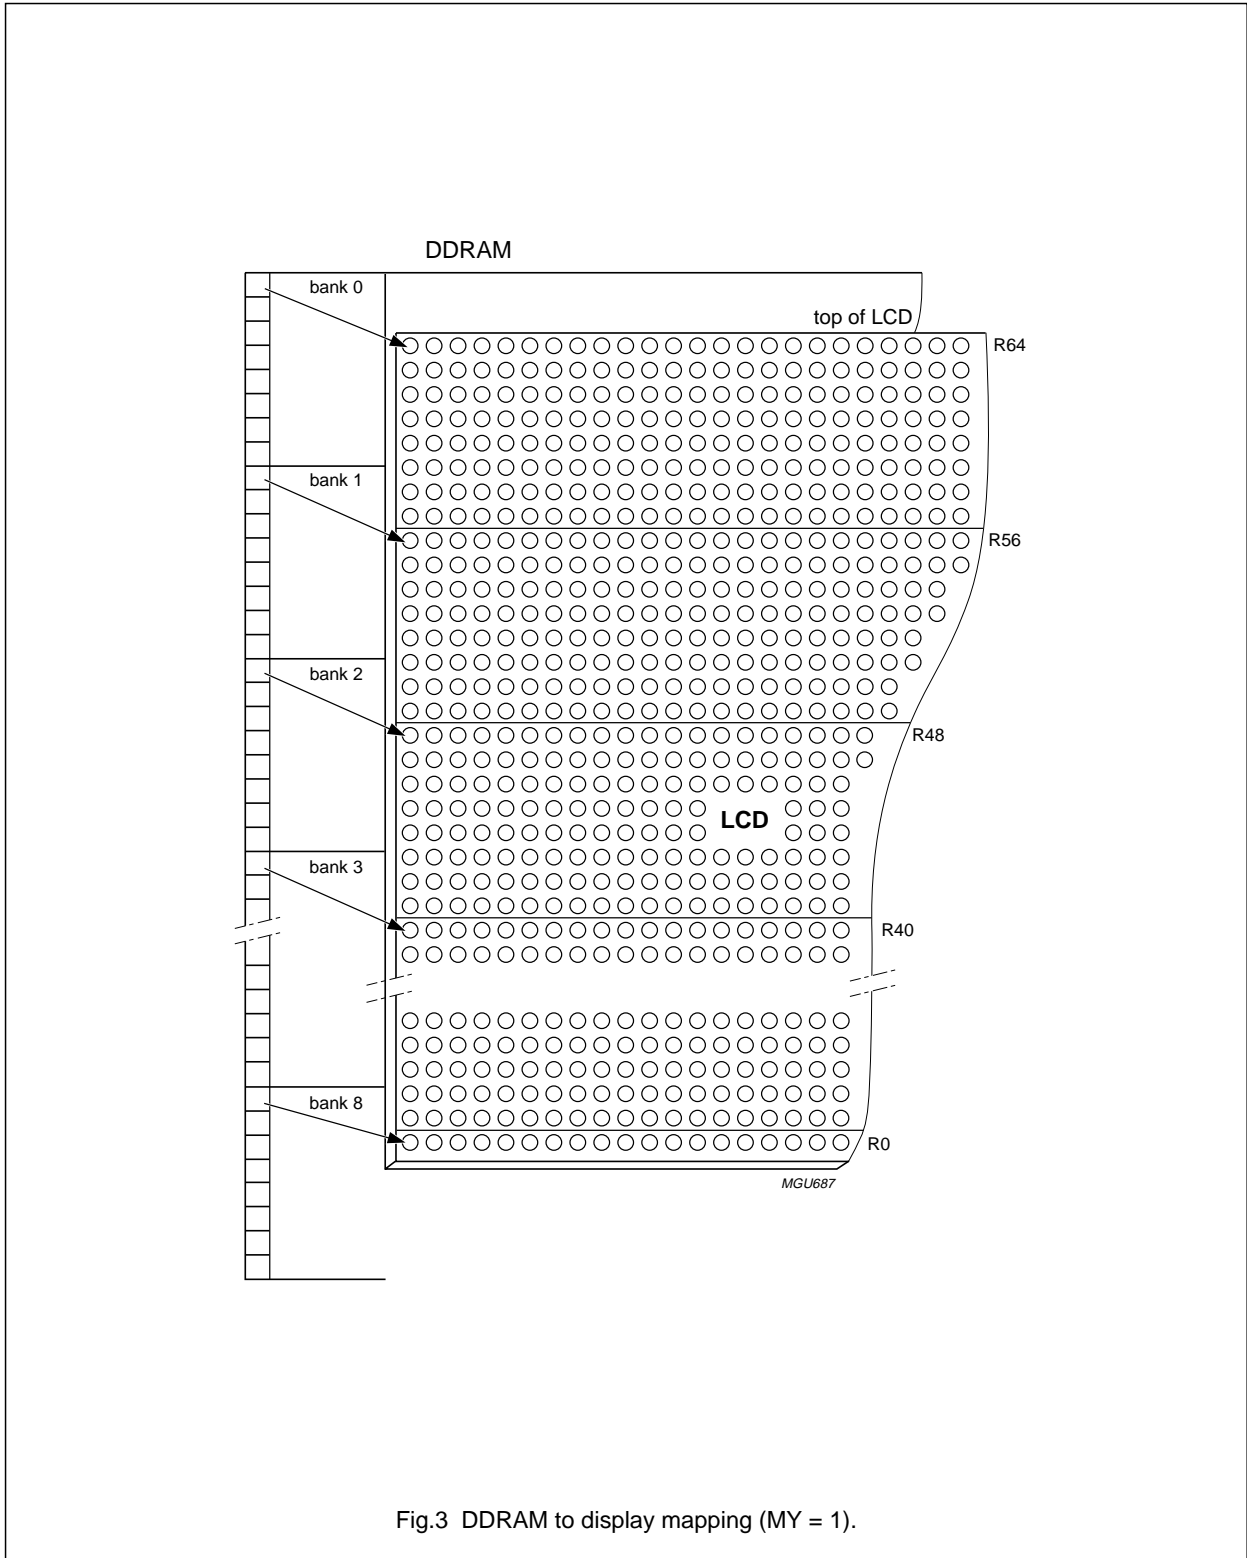 DDRAM
bank 0
top of LCD
R64
bank 1
R56
bank 2
R48
LCD
bank 3
R40
bank 8
R0
MGU687
Fig.3 DDRAM to display mapping (MY = 1).